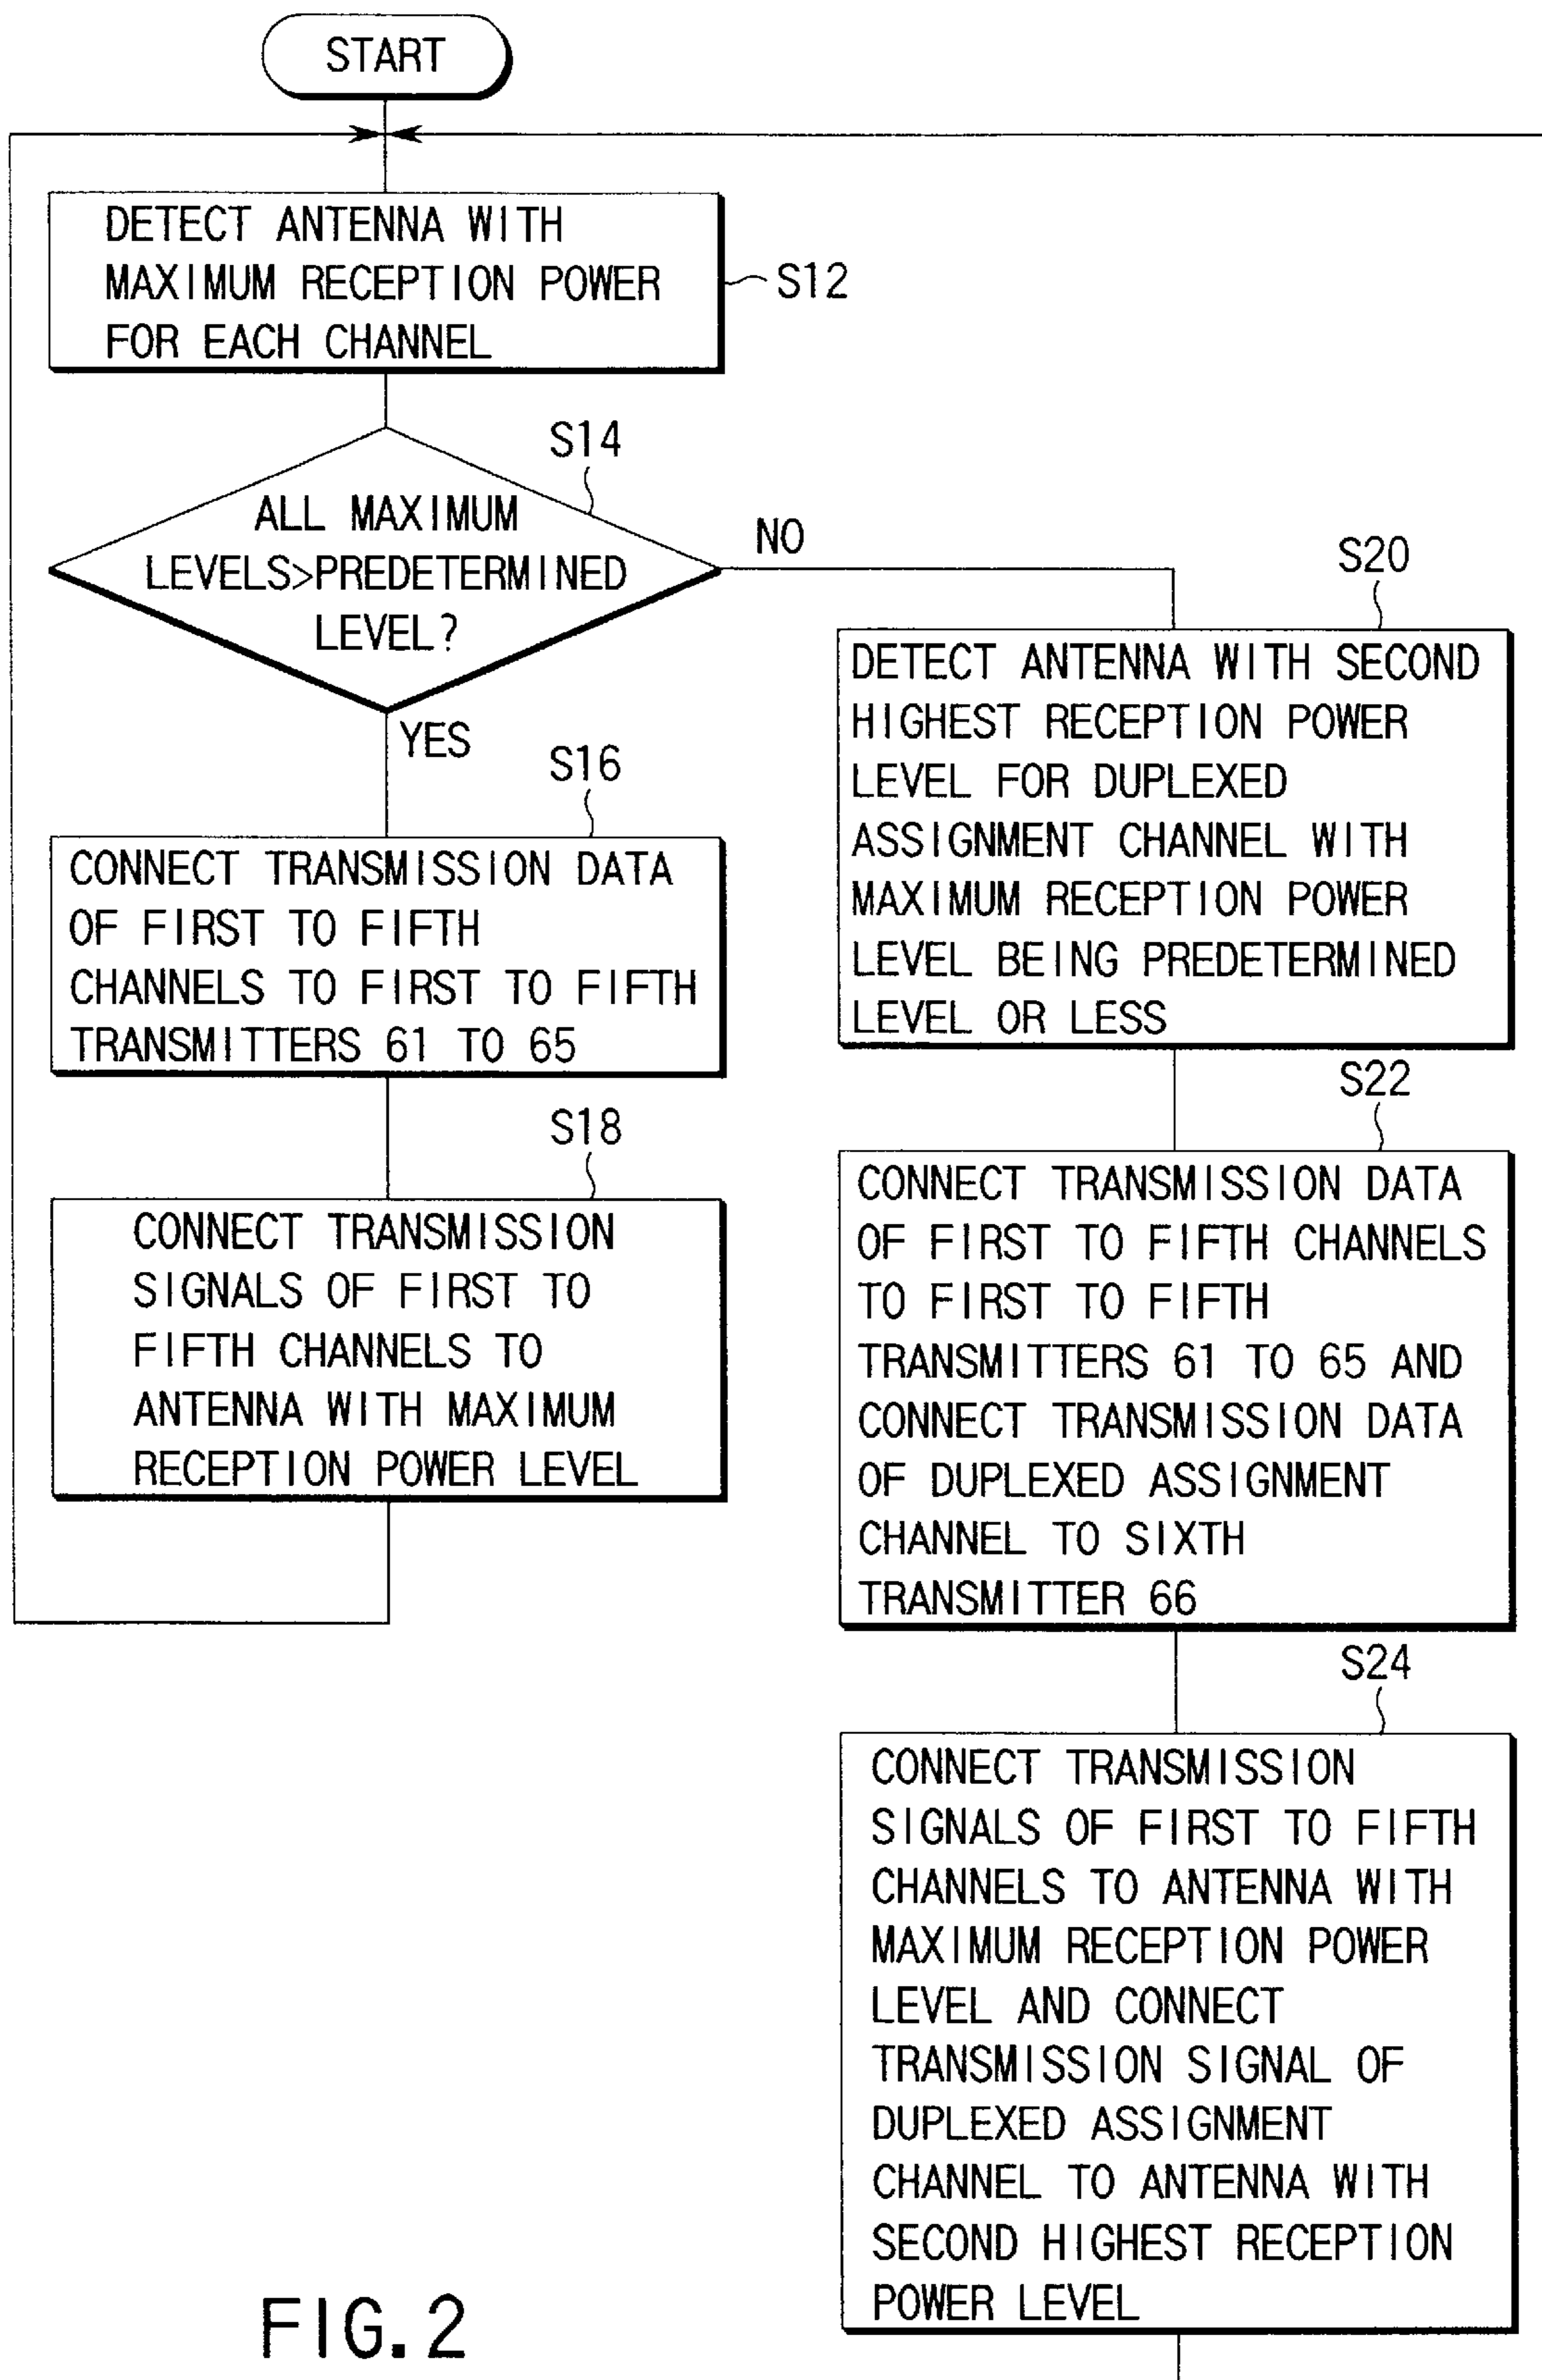 START
DETECT ANTENNA WITH
MAXIMUM RECEPTION POWER
FOR EACH CHANNEL
S12
S14
ALL MAXIMUM
LEVELS>PREDETERMINED
LEVEL?
NO
YES
S16
CONNECT TRANSMISSION DATA
OF FIRST TO FIFTH
CHANNELS TO FIRST TO FIFTH
TRANSMITTERS 61 TO 65
S18
CONNECT TRANSMISSION
SIGNALS OF FIRST TO
FIFTH CHANNELS TO
ANTENNA WITH MAXIMUM
RECEPTION POWER LEVEL
S20
DETECT ANTENNA WITH SECOND
HIGHEST RECEPTION POWER
LEVEL FOR DUPLEXED
ASSIGNMENT CHANNEL WITH
MAXIMUM RECEPTION POWER
LEVEL BEING PREDETERMINED
LEVEL OR LESS
S22
CONNECT TRANSMISSION DATA
OF FIRST TO FIFTH CHANNELS
TO FIRST TO FIFTH
TRANSMITTERS 61 TO 65 AND
CONNECT TRANSMISSION DATA
OF DUPLEXED ASSIGNMENT
CHANNEL TO SIXTH
TRANSMITTER 66
S24
CONNECT TRANSMISSION
SIGNALS OF FIRST TO FIFTH
CHANNELS TO ANTENNA WITH
MAXIMUM RECEPTION POWER
LEVEL AND CONNECT
TRANSMISSION SIGNAL OF
DUPLEXED ASSIGNMENT
CHANNEL TO ANTENNA WITH
SECOND HIGHEST RECEPTION
POWER LEVEL
FIG. 2